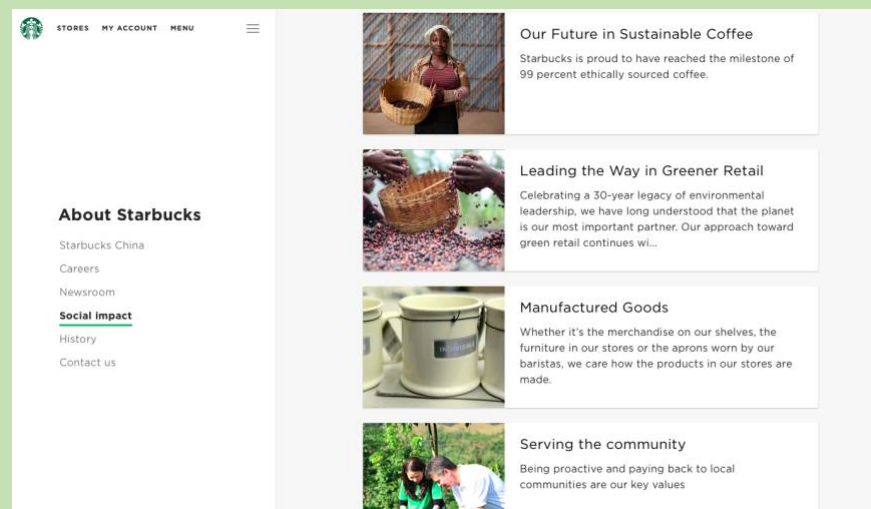 STORES MY ACCOUNT MENU
About Starbucks
Starbucks China
Careers
Newsroom
Social impact
History
Contact us
Our Future in Sustainable Coffee
Starbucks is proud to have reached the milestone of
99 percent ethically sourced coffee.
Leading the Way in Greener Retail
Celebrating a 30-year legacy of environmental
leadership, we have long understood that the planet
is our most important partner. Our approach toward
green retail continues wi...
Manufactured Goods
Whether it's the merchandise on our shelves, the
furniture in our stores or the aprons worn by our
baristas, we care how the products in our stores are
made.
Serving the community
Being proactive and paying back to local
communities are our key values